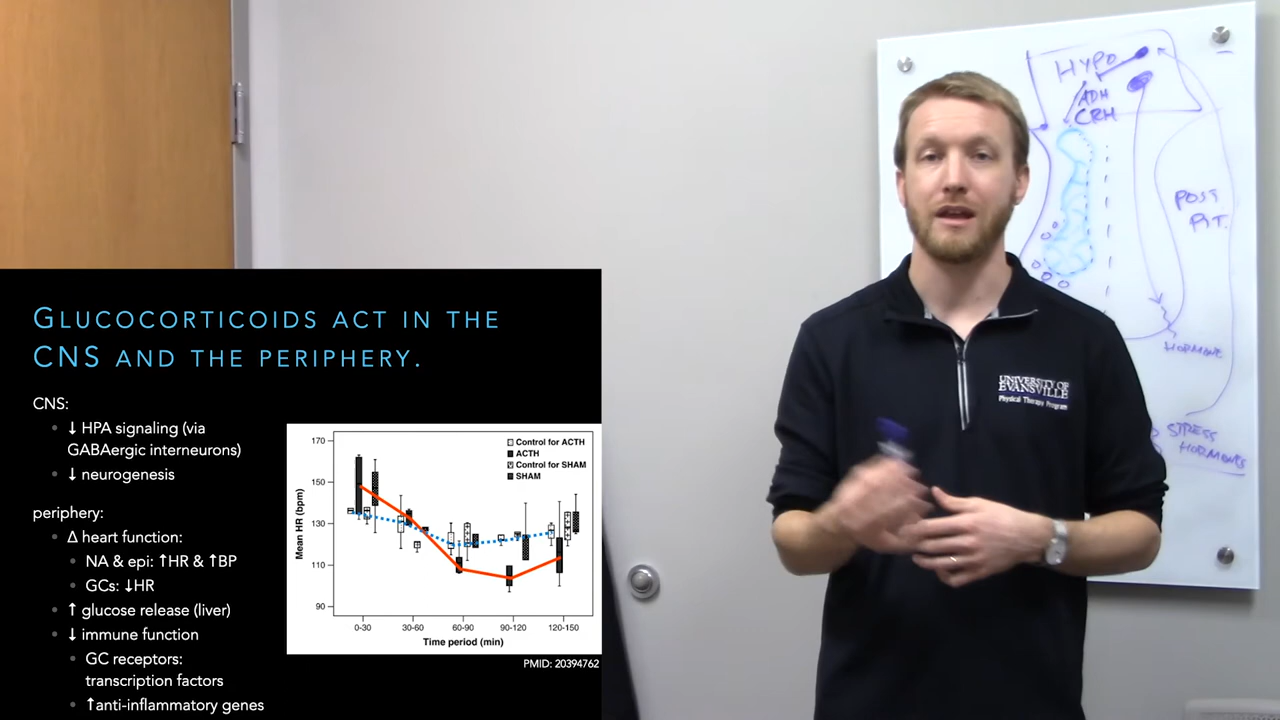 GLUCOCORTICOIDS ACT IN THE
CNS AND THE PERIPHERY.
CNS:
↓ HPA signaling (via
GABAergic interneurons)
↓ neurogenesis
periphery:
Δ heart function:
NA & epi: ↑HR & ↑BP
GCs: ↓HR
↑ glucose release (liver)
↓ immune function
GC receptors:
transcription factors
↑anti-inflammatory genes
170
150
130
110
90
Mean HR (bpm)
Control for ACTH
ACTH
Control for SHAM
SHAM
0-30 30-60 60-90 90-120 120-150
Time period (min)
PMID: 20394762
HYPO
ADH
CRH
POST
PIT.
HORMONE
STRESS
HORMONES
UNIVERSITY OF
EVANSVILLE
Physical Therapy Program